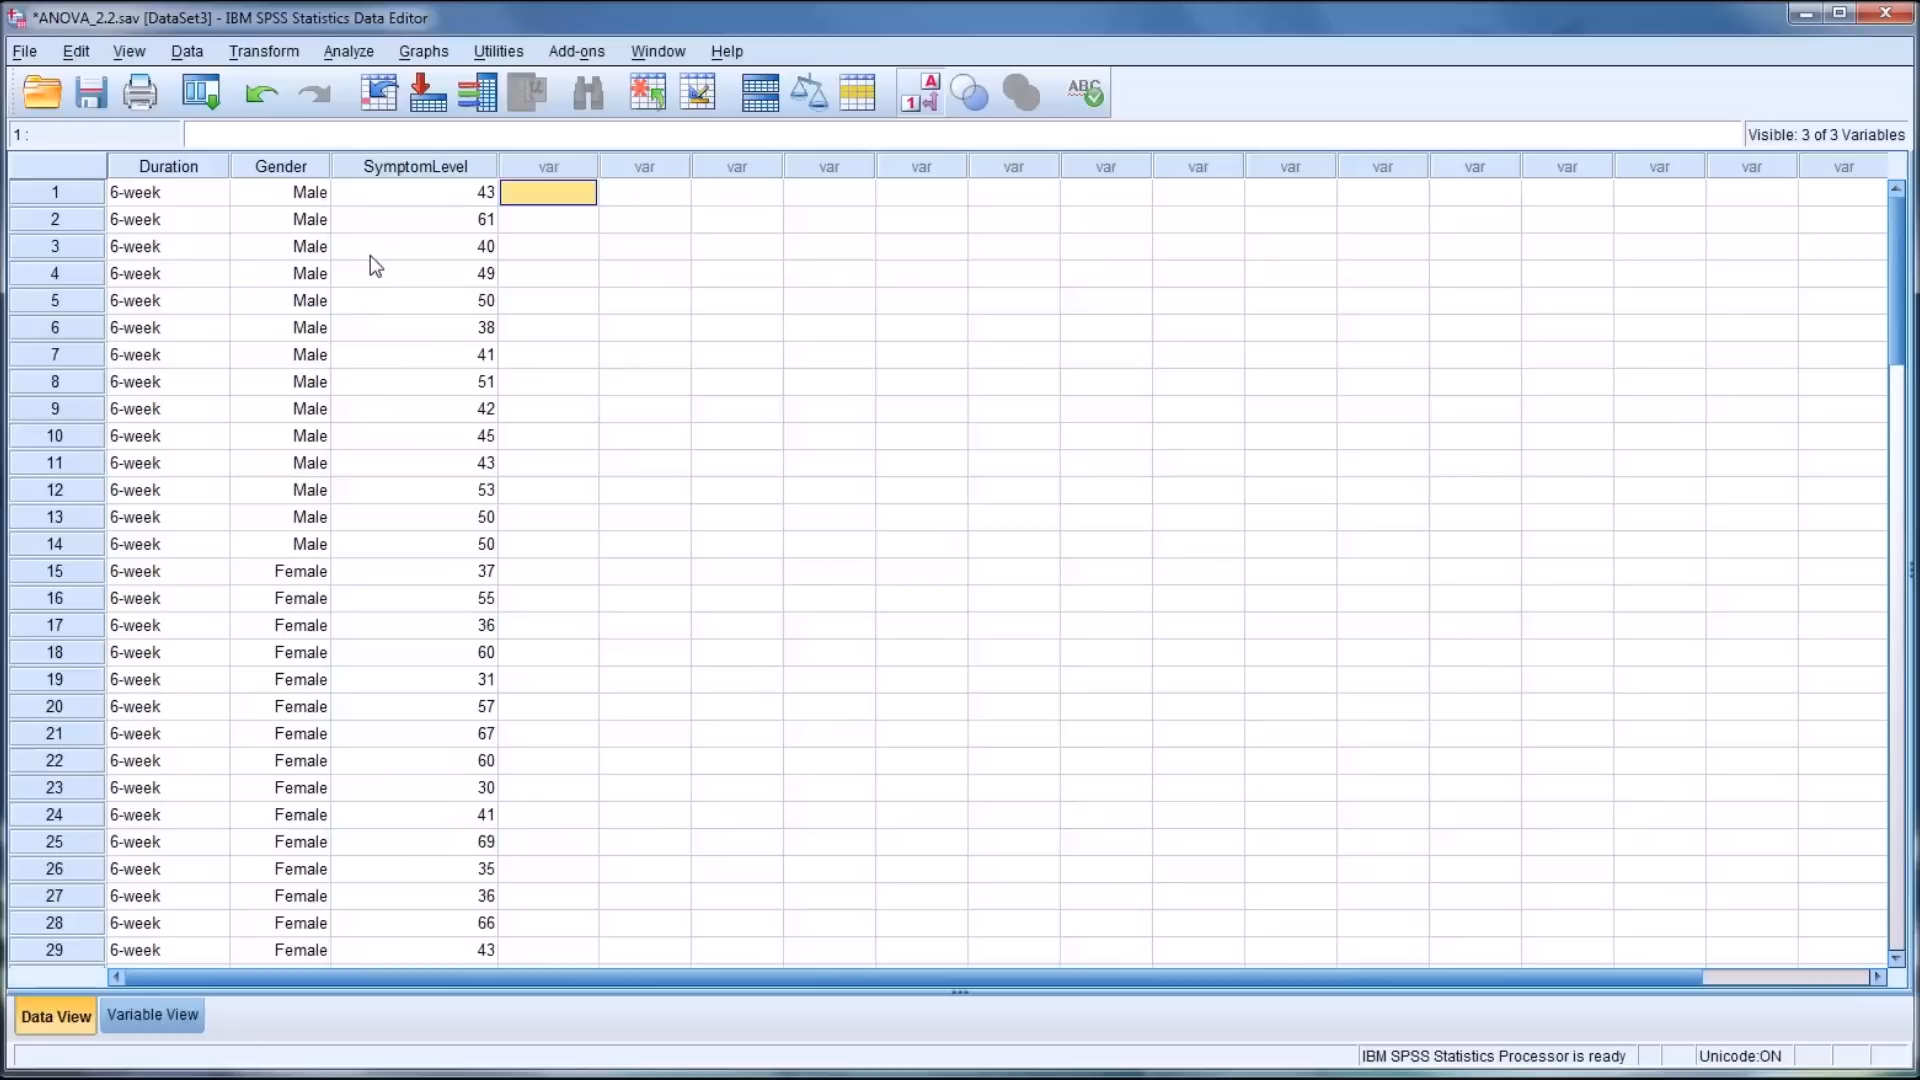 *ANOVA_2.2.sav [DataSet3] - IBM SPSS Statistics Data Editor
File Edit View Data Transform Analyze Graphs Utilities Add-ons Window Help
1 :
Visible: 3 of 3 Variables
Duration Gender SymptomLevel var var var var var var var var var var var var var var var
1 6-week Male 43
2 6-week Male 61
3 6-week Male 40
4 6-week Male 49
5 6-week Male 50
6 6-week Male 38
7 6-week Male 41
8 6-week Male 51
9 6-week Male 42
10 6-week Male 45
11 6-week Male 43
12 6-week Male 53
13 6-week Male 50
14 6-week Male 50
15 6-week Female 37
16 6-week Female 55
17 6-week Female 36
18 6-week Female 60
19 6-week Female 31
20 6-week Female 57
21 6-week Female 67
22 6-week Female 60
23 6-week Female 30
24 6-week Female 41
25 6-week Female 69
26 6-week Female 35
27 6-week Female 36
28 6-week Female 66
29 6-week Female 43
Data View Variable View
IBM SPSS Statistics Processor is ready Unicode:ON